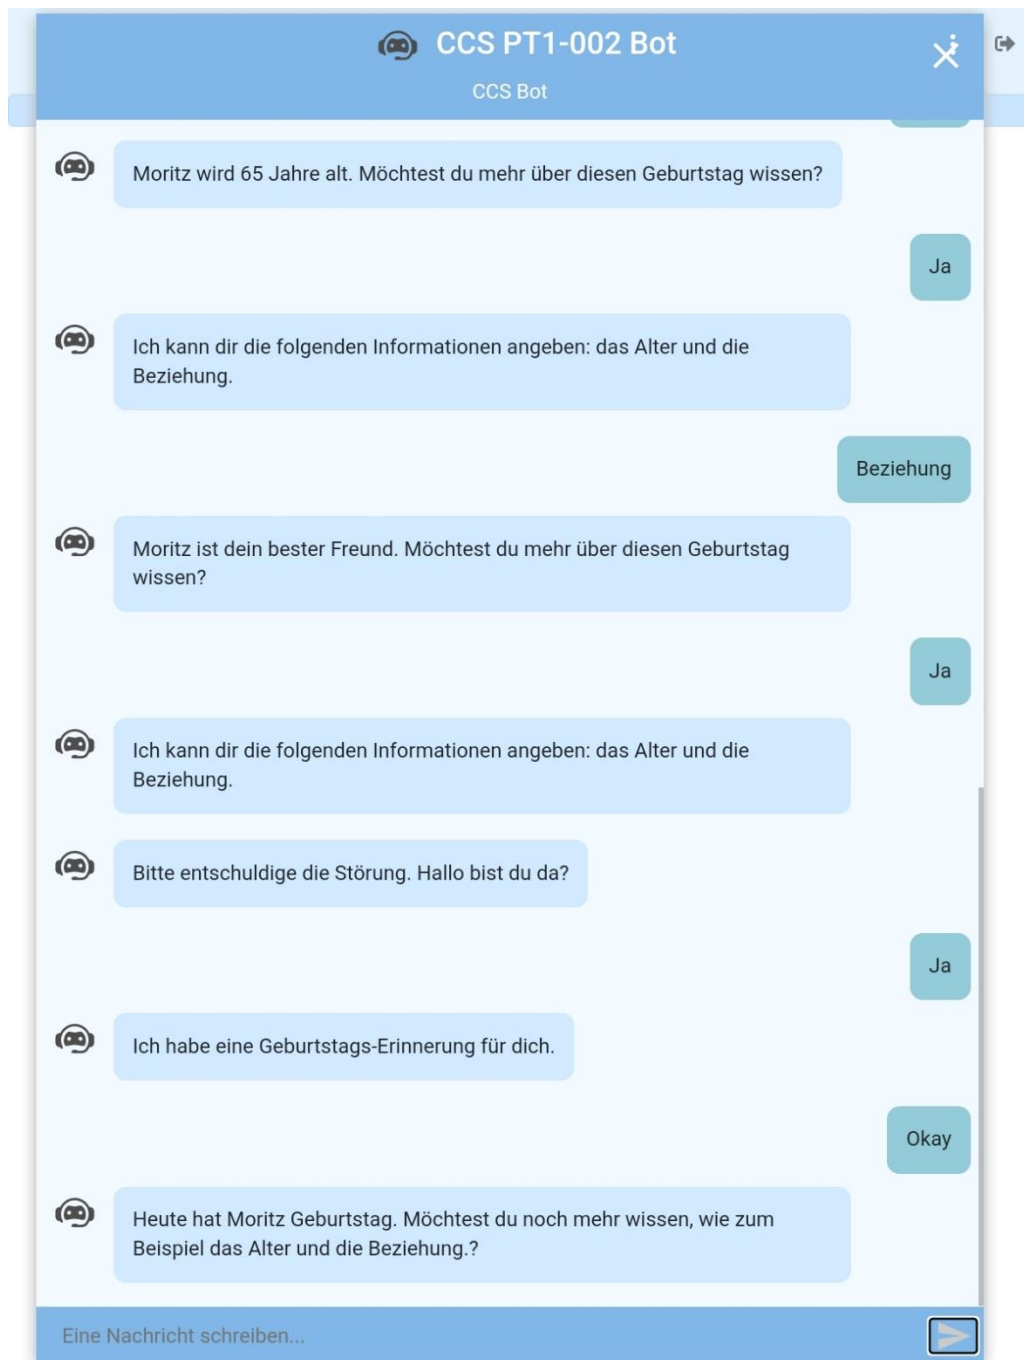 CCS PT1-002 Bot
CCS Bot
Moritz wird 65 Jahre alt. Möchtest du mehr über diesen Geburtstag wissen?
Ja
Ich kann dir die folgenden Informationen angeben: das Alter und die
Beziehung.
Beziehung
Moritz ist dein bester Freund. Möchtest du mehr über diesen Geburtstag
wissen?
Ja
Ich kann dir die folgenden Informationen angeben: das Alter und die
Beziehung.
Bitte entschuldige die Störung. Hallo bist du da?
Ja
Ich habe eine Geburtstags-Erinnerung für dich.
Okay
Heute hat Moritz Geburtstag. Möchtest du noch mehr wissen, wie zum
Beispiel das Alter und die Beziehung.?
Eine Nachricht schreiben...